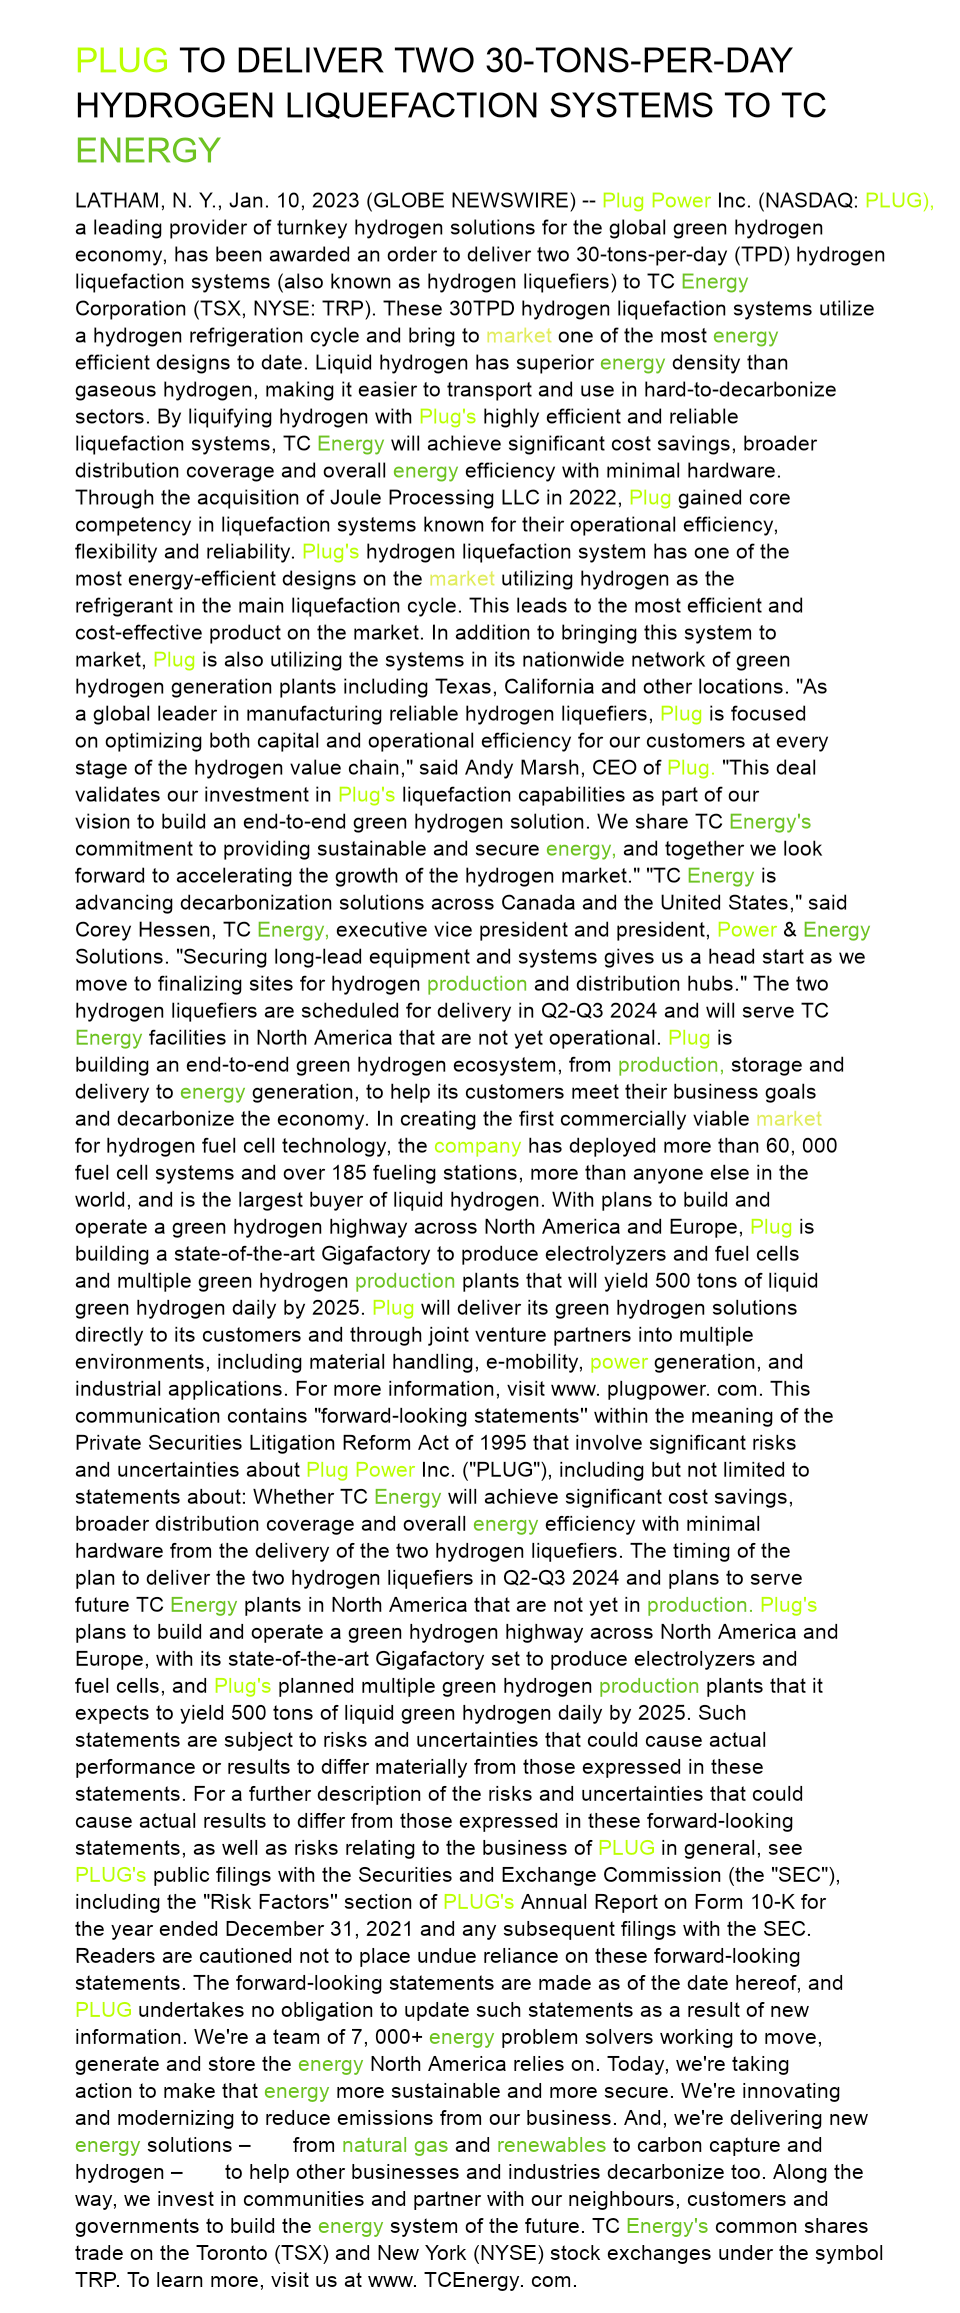 PLUG TO DELIVER TWO 30-TONS-PER-DAY
HYDROGEN LIQUEFACTION SYSTEMS TO TC
ENERGY
LATHAM, N. Y., Jan. 10, 2023 (GLOBE NEWSWIRE) -- Plug Power Inc. (NASDAQ: PLUG),
a leading provider of turnkey hydrogen solutions for the global green hydrogen
economy, has been awarded an order to deliver two 30-tons-per-day (TPD) hydrogen
liquefaction systems (also known as hydrogen liquefiers) to TC Energy
Corporation (TSX, NYSE: TRP). These 30TPD hydrogen liquefaction systems utilize
a hydrogen refrigeration cycle and bring to market one of the most energy
efficient designs to date. Liquid hydrogen has superior energy density than
gaseous hydrogen, making it easier to transport and use in hard-to-decarbonize
sectors. By liquifying hydrogen with Plug's highly efficient and reliable
liquefaction systems, TC Energy will achieve significant cost savings, broader
distribution coverage and overall energy efficiency with minimal hardware.
Through the acquisition of Joule Processing LLC in 2022, Plug gained core
competency in liquefaction systems known for their operational efficiency,
flexibility and reliability. Plug's hydrogen liquefaction system has one of the
most energy-efficient designs on the market utilizing hydrogen as the
refrigerant in the main liquefaction cycle. This leads to the most efficient and
cost-effective product on the market. In addition to bringing this system to
market, Plug is also utilizing the systems in its nationwide network of green
hydrogen generation plants including Texas, California and other locations. "As
a global leader in manufacturing reliable hydrogen liquefiers, Plug is focused
on optimizing both capital and operational efficiency for our customers at every
stage of the hydrogen value chain," said Andy Marsh, CEO of Plug. "This deal
validates our investment in Plug's liquefaction capabilities as part of our
vision to build an end-to-end green hydrogen solution. We share TC Energy's
commitment to providing sustainable and secure energy, and together we look
forward to accelerating the growth of the hydrogen market." "TC Energy is
advancing decarbonization solutions across Canada and the United States," said
Corey Hessen, TC Energy, executive vice president and president, Power & Energy
Solutions. "Securing long-lead equipment and systems gives us a head start as we
move to finalizing sites for hydrogen production and distribution hubs." The two
hydrogen liquefiers are scheduled for delivery in Q2-Q3 2024 and will serve TC
Energy facilities in North America that are not yet operational. Plug is
building an end-to-end green hydrogen ecosystem, from production, storage and
delivery to energy generation, to help its customers meet their business goals
and decarbonize the economy. In creating the first commercially viable market
for hydrogen fuel cell technology, the company has deployed more than 60, 000
fuel cell systems and over 185 fueling stations, more than anyone else in the
world, and is the largest buyer of liquid hydrogen. With plans to build and
operate a green hydrogen highway across North America and Europe, Plug is
building a state-of-the-art Gigafactory to produce electrolyzers and fuel cells
and multiple green hydrogen production plants that will yield 500 tons of liquid
green hydrogen daily by 2025. Plug will deliver its green hydrogen solutions
directly to its customers and through joint venture partners into multiple
environments, including material handling, e-mobility, power generation, and
industrial applications. For more information, visit www. plugpower. com. This
communication contains "forward-looking statements" within the meaning of the
Private Securities Litigation Reform Act of 1995 that involve significant risks
and uncertainties about Plug Power Inc. ("PLUG"), including but not limited to
statements about: Whether TC Energy will achieve significant cost savings,
broader distribution coverage and overall energy efficiency with minimal
hardware from the delivery of the two hydrogen liquefiers. The timing of the
plan to deliver the two hydrogen liquefiers in Q2-Q3 2024 and plans to serve
future TC Energy plants in North America that are not yet in production. Plug's
plans to build and operate a green hydrogen highway across North America and
Europe, with its state-of-the-art Gigafactory set to produce electrolyzers and
fuel cells, and Plug's planned multiple green hydrogen production plants that it
expects to yield 500 tons of liquid green hydrogen daily by 2025. Such
statements are subject to risks and uncertainties that could cause actual
performance or results to differ materially from those expressed in these
statements. For a further description of the risks and uncertainties that could
cause actual results to differ from those expressed in these forward-looking
statements, as well as risks relating to the business of PLUG in general, see
PLUG's public filings with the Securities and Exchange Commission (the "SEC"),
including the "Risk Factors" section of PLUG's Annual Report on Form 10-K for
the year ended December 31, 2021 and any subsequent filings with the SEC.
Readers are cautioned not to place undue reliance on these forward-looking
statements. The forward-looking statements are made as of the date hereof, and
PLUG undertakes no obligation to update such statements as a result of new
information. We're a team of 7, 000+ energy problem solvers working to move,
generate and store the energy North America relies on. Today, we're taking
action to make that energy more sustainable and more secure. We're innovating
and modernizing to reduce emissions from our business. And, we're delivering new
energy solutions – from natural gas and renewables to carbon capture and
hydrogen – to help other businesses and industries decarbonize too. Along the
way, we invest in communities and partner with our neighbours, customers and
governments to build the energy system of the future. TC Energy's common shares
trade on the Toronto (TSX) and New York (NYSE) stock exchanges under the symbol
TRP. To learn more, visit us at www. TCEnergy. com.